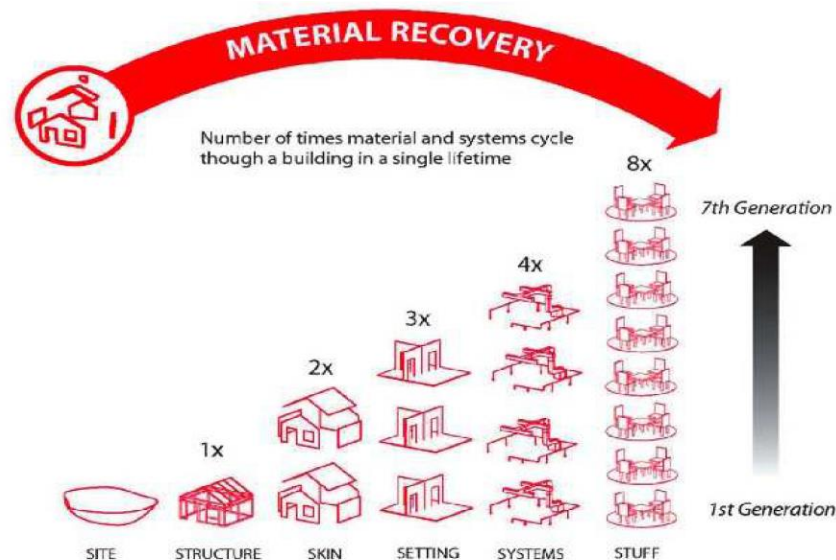 MATERIAL RECOVERY
Number of times material and systems cycle
though a building in a single lifetime
8x
7th Generation
4x
3x
2x
1x
1st Generation
SITE STRUCTURE SKIN SETTING SYSTEMS STUFF